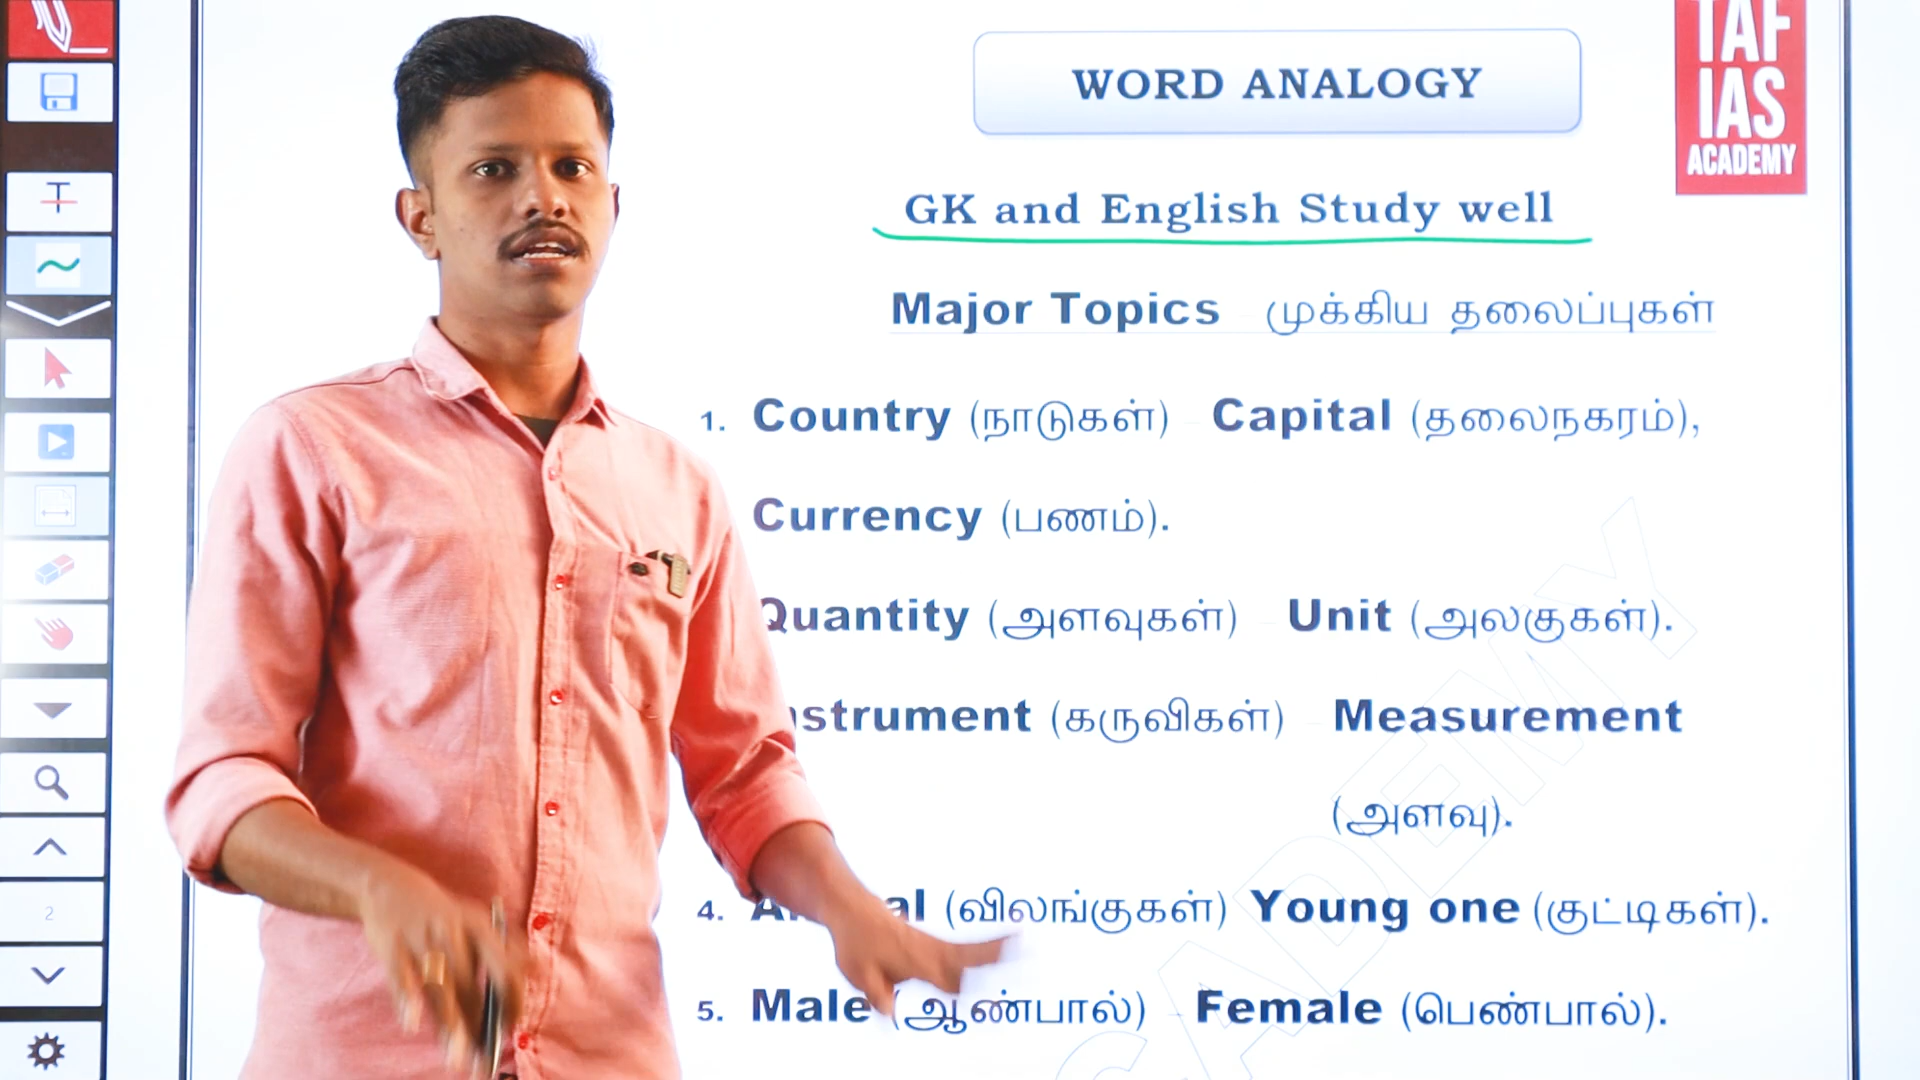 TAF
IAS
ACADEMY
WORD ANALOGY
GK and English Study well
Major Topics முக்கிய தலைப்புகள்
1. Country (நாடுகள்) Capital (தலைநகரம்),
Currency (பணம்).
Quantity (அளவுகள்) Unit (அலகுகள்).
nstrument (கருவிகள்) Measurement
(அளவு).
4. (விலங்குகள்) Young one (குட்டிகள்).
5. Male (ஆண்பால்) Female (பெண்பால்).
2
CADEMY